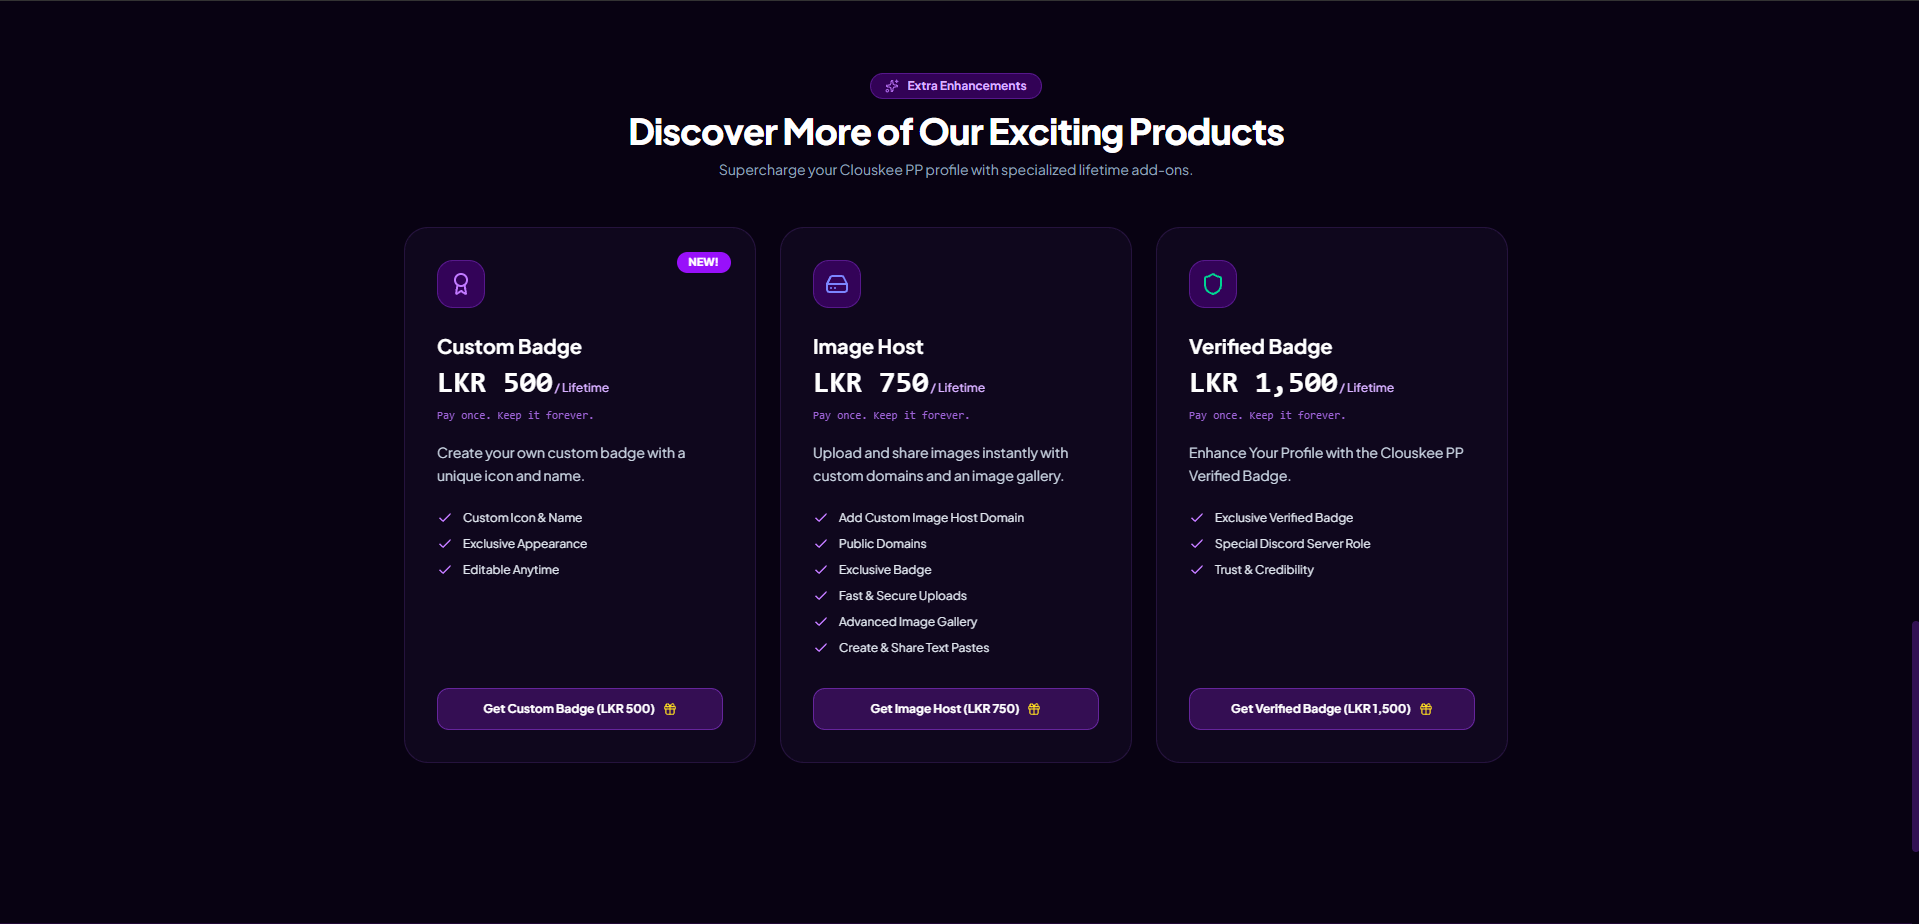 Extra Enhancements
Discover More of Our Exciting Products
Supercharge your Clouskee PP profile with specialized lifetime add-ons.
NEW!
Custom Badge
LKR 500 / Lifetime
Pay once. Keep it forever.
Create your own custom badge with a
unique icon and name.
Custom Icon & Name
Exclusive Appearance
Editable Anytime
Get Custom Badge (LKR 500)
Image Host
LKR 750 / Lifetime
Pay once. Keep it forever.
Upload and share images instantly with
custom domains and an image gallery.
Add Custom Image Host Domain
Public Domains
Exclusive Badge
Fast & Secure Uploads
Advanced Image Gallery
Create & Share Text Pastes
Get Image Host (LKR 750)
Verified Badge
LKR 1,500 / Lifetime
Pay once. Keep it forever.
Enhance Your Profile with the Clouskee PP
Verified Badge.
Exclusive Verified Badge
Special Discord Server Role
Trust & Credibility
Get Verified Badge (LKR 1,500)